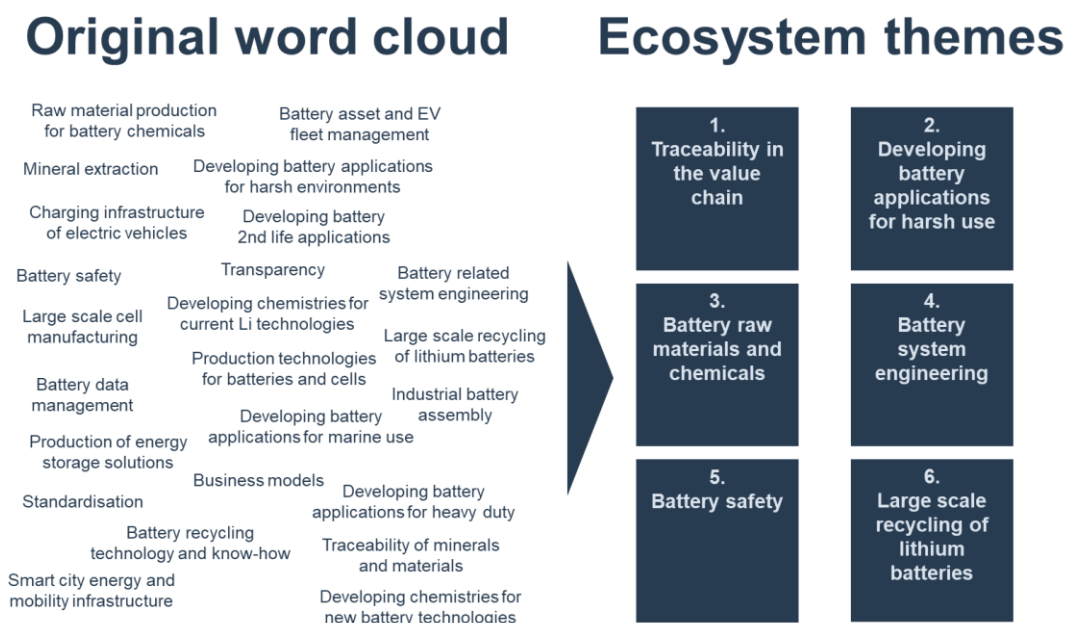 Original word cloud
Ecosystem themes
Raw material production
for battery chemicals
Battery asset and EV
fleet management
Mineral extraction
Developing battery applications
for harsh environments
Charging infrastructure
of electric vehicles
Developing battery
2nd life applications
Battery safety
Transparency
Battery related
system engineering
Developing chemistries for
current Li technologies
Large scale cell
manufacturing
Large scale recycling
of lithium batteries
Production technologies
for batteries and cells
Battery data
management
Industrial battery
assembly
Developing battery
applications for marine use
Production of energy
storage solutions
Business models
Standardisation
Developing battery
applications for heavy duty
Battery recycling
technology and know-how
Traceability of minerals
and materials
Smart city energy and
mobility infrastructure
Developing chemistries for
new battery technologies
1.
Traceability in
the value
chain
2.
Developing
battery
applications
for harsh use
3.
Battery raw
materials and
chemicals
4.
Battery
system
engineering
5.
Battery safety
6.
Large scale
recycling of
lithium
batteries